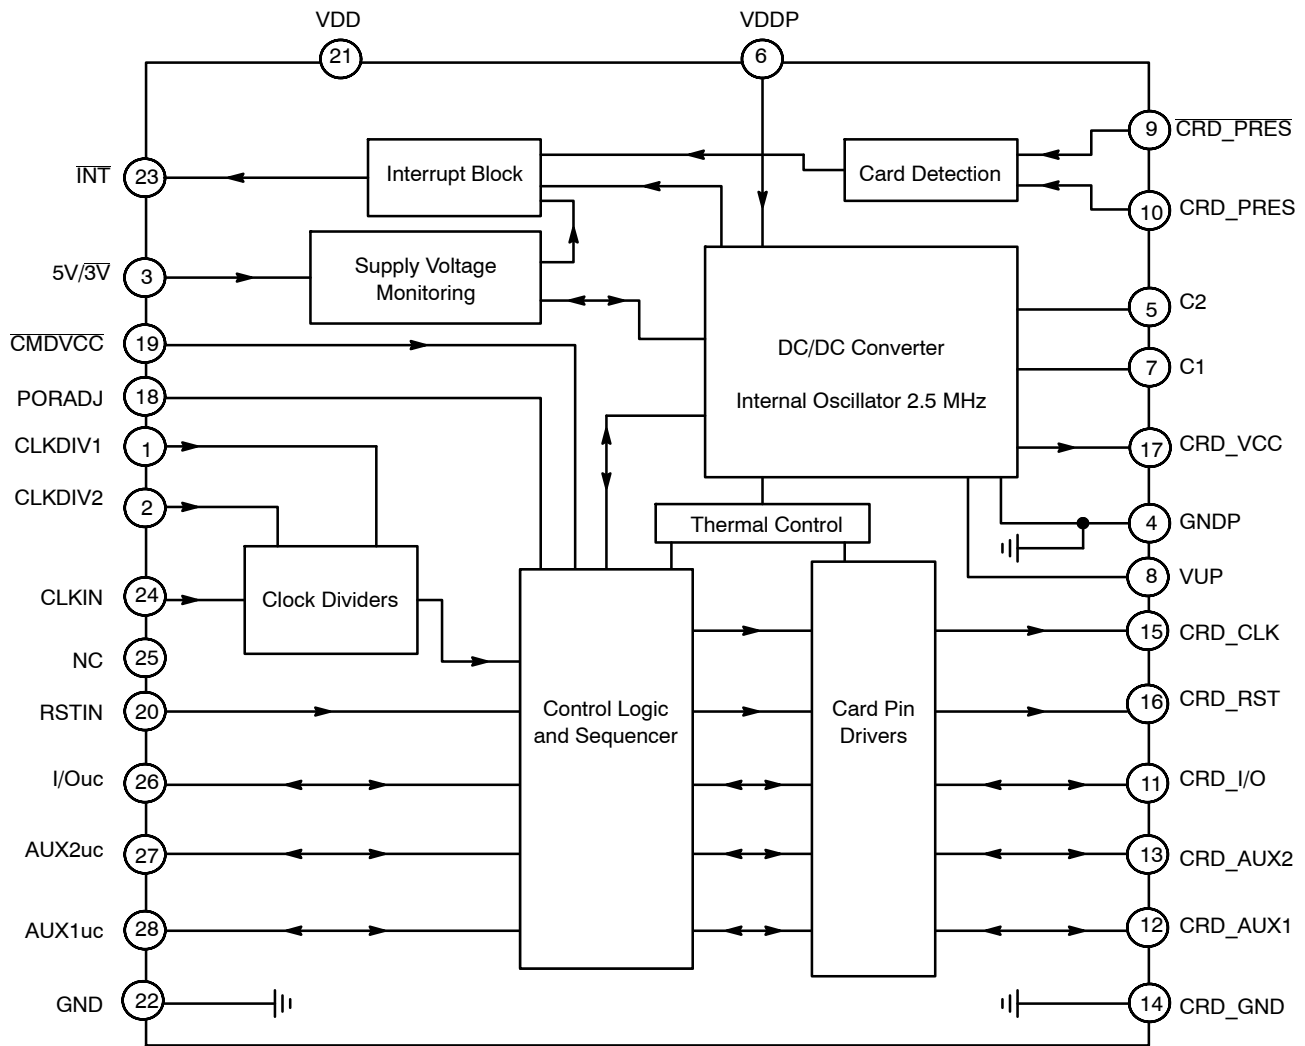 VDD
VDDP
21
6
9
C̅R̅D̅_̅P̅R̅E̅S̅
I̅N̅T̅
23
Interrupt Block
Card Detection
10
CRD_PRES
5V/3̅V̅
3
Supply Voltage
Monitoring
5
C2
C̅M̅D̅V̅C̅C̅
19
DC/DC Converter
7
C1
PORADJ
18
Internal Oscillator 2.5 MHz
CLKDIV1
1
17
CRD_VCC
CLKDIV2
2
Thermal Control
4
GNDP
8
VUP
CLKIN
24
Clock Dividers
15
CRD_CLK
NC
25
RSTIN
20
Control Logic
and Sequencer
Card Pin
Drivers
16
CRD_RST
I/Ouc
26
11
CRD_I/O
AUX2uc
27
13
CRD_AUX2
AUX1uc
28
12
CRD_AUX1
GND
22
14
CRD_GND